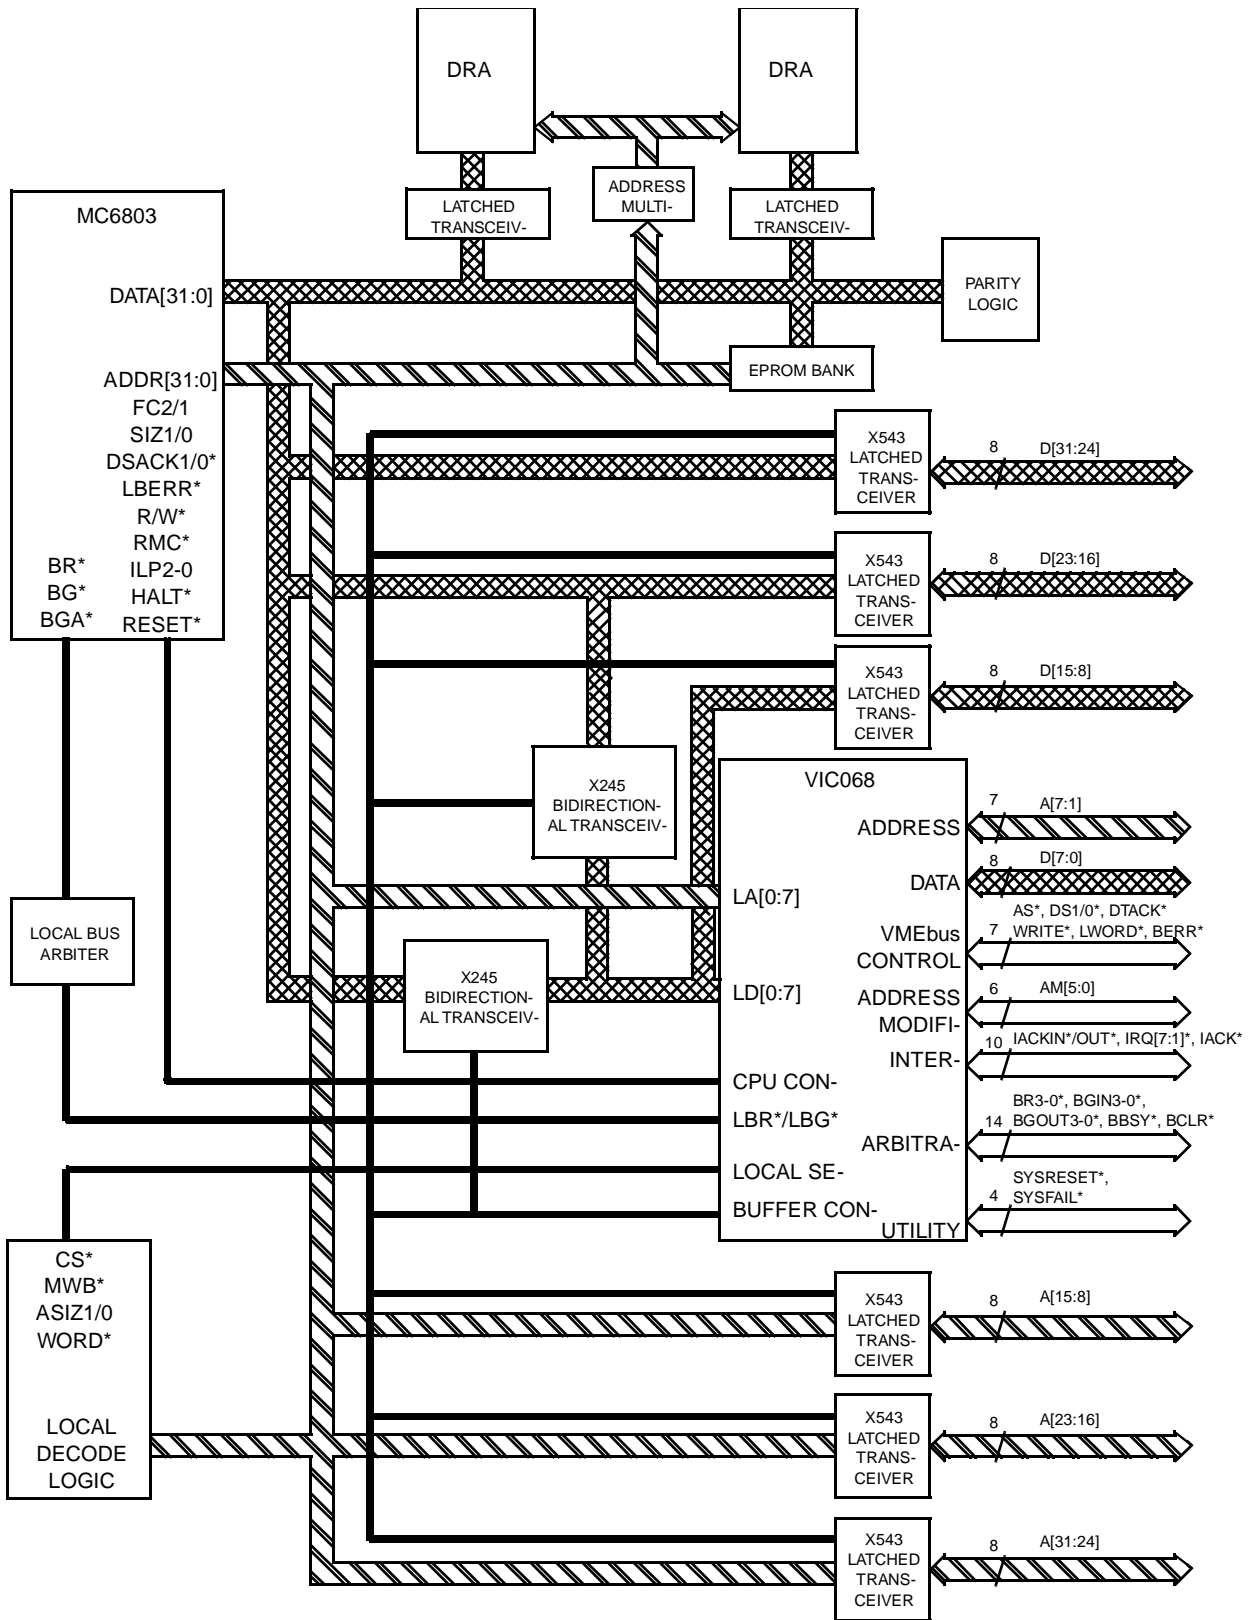 DRA
DRA
ADDRESS
MULTI-
LATCHED
TRANSCEIV-
LATCHED
TRANSCEIV-
MC6803
DATA[31:0]
ADDR[31:0]
FC2/1
SIZ1/0
DSACK1/0*
LBERR*
R/W*
RMC*
ILP2-0
HALT*
RESET*
BR*
BG*
BGA*
PARITY
LOGIC
EPROM BANK
X543
LATCHED
TRANS-
CEIVER
8
D[31:24]
X543
LATCHED
TRANS-
CEIVER
8
D[23:16]
X543
LATCHED
TRANS-
CEIVER
8
D[15:8]
X245
BIDIRECTION-
AL TRANSCEIV-
LOCAL BUS
ARBITER
X245
BIDIRECTION-
AL TRANSCEIV-
VIC068
LA[0:7]
LD[0:7]
CPU CON-
LBR*/LBG*
LOCAL SE-
BUFFER CON-
ADDRESS
7
A[7:1]
DATA
8
D[7:0]
VMEbus
CONTROL
7
AS*, DS1/0*, DTACK*
WRITE*, LWORD*, BERR*
ADDRESS
MODIFI-
6
AM[5:0]
INTER-
10
IACKIN*/OUT*, IRQ[7:1]*, IACK*
ARBITRA-
14
BR3-0*, BGIN3-0*,
BGOUT3-0*, BBSY*, BCLR*
UTILITY
4
SYSRESET*,
SYSFAIL*
CS*
MWB*
ASIZ1/0
WORD*
LOCAL
DECODE
LOGIC
X543
LATCHED
TRANS-
CEIVER
8
A[15:8]
X543
LATCHED
TRANS-
CEIVER
8
A[23:16]
X543
LATCHED
TRANS-
CEIVER
8
A[31:24]